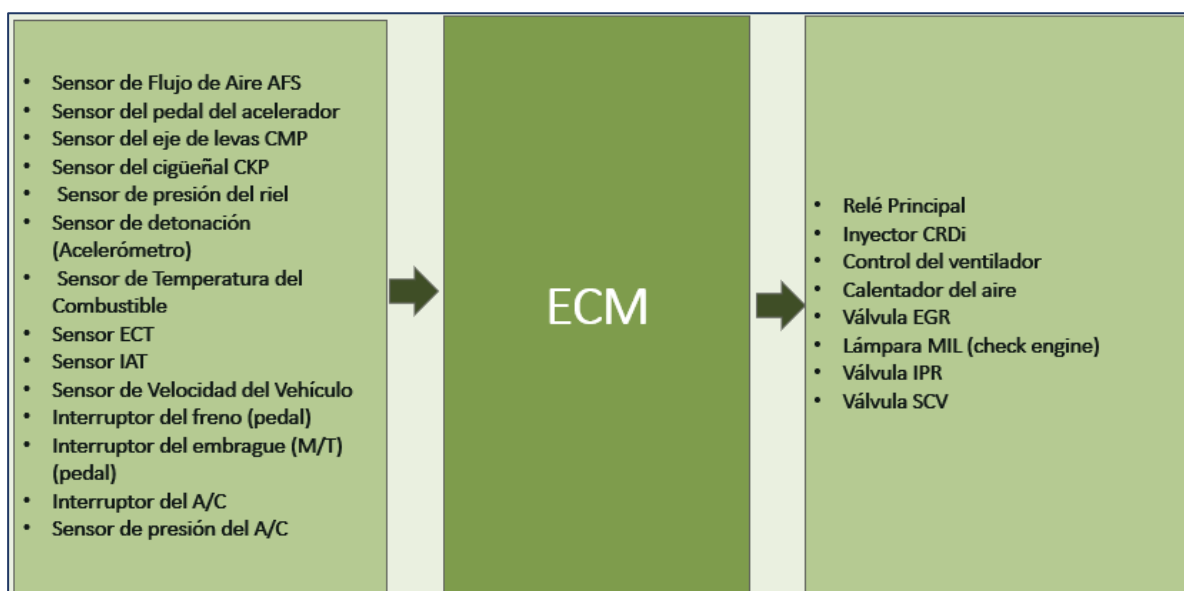 • Sensor de Flujo de Aire AFS
• Sensor del pedal del acelerador
• Sensor del eje de levas CMP
• Sensor del cigüeñal CKP
• Sensor de presión del riel
• Sensor de detonación
(Acelerómetro)
• Sensor de Temperatura del
Combustible
• Sensor ECT
• Sensor IAT
• Sensor de Velocidad del Vehículo
• Interruptor del freno (pedal)
• Interruptor del embrague (M/T)
(pedal)
• Interruptor del A/C
• Sensor de presión del A/C
ECM
• Relé Principal
• Inyector CRDi
• Control del ventilador
• Calentador del aire
• Válvula EGR
• Lámpara MIL (check engine)
• Válvula IPR
• Válvula SCV